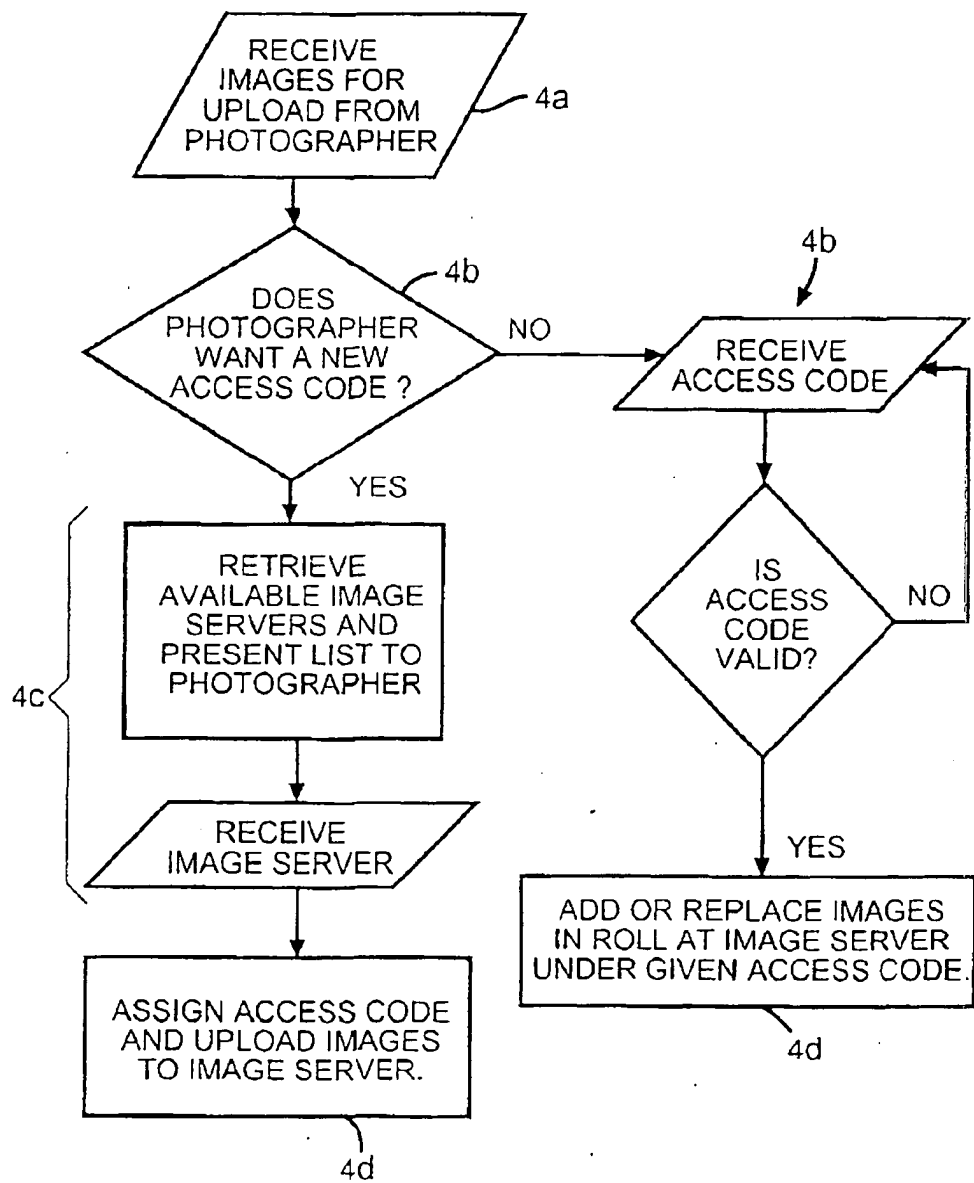 RECEIVE
IMAGES FOR
UPLOAD FROM
PHOTOGRAPHER
4a
4b
DOES
PHOTOGRAPHER
WANT A NEW
ACCESS CODE ?
NO
YES
4b
RECEIVE
ACCESS CODE
IS
ACCESS
CODE
VALID?
NO
YES
4c
RETRIEVE
AVAILABLE IMAGE
SERVERS AND
PRESENT LIST TO
PHOTOGRAPHER
RECEIVE
IMAGE SERVER
ASSIGN ACCESS CODE
AND UPLOAD IMAGES
TO IMAGE SERVER.
4d
ADD OR REPLACE IMAGES
IN ROLL AT IMAGE SERVER
UNDER GIVEN ACCESS CODE.
4d